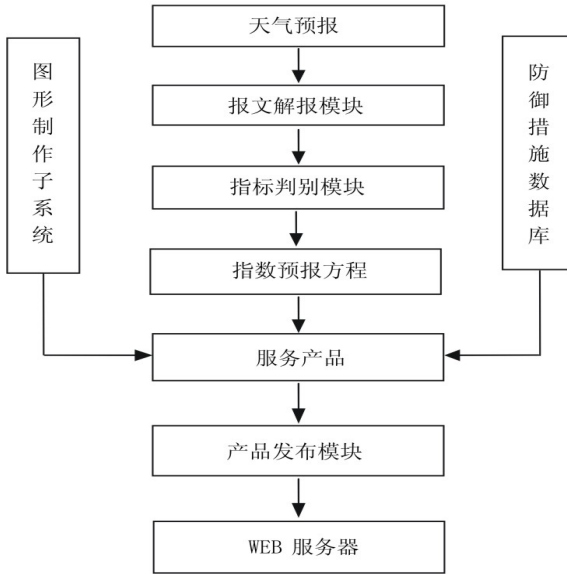 天气预报
报文解报模块
指标判别模块
指数预报方程
服务产品
产品发布模块
WEB 服务器
图形制作子系统
防御措施数据库